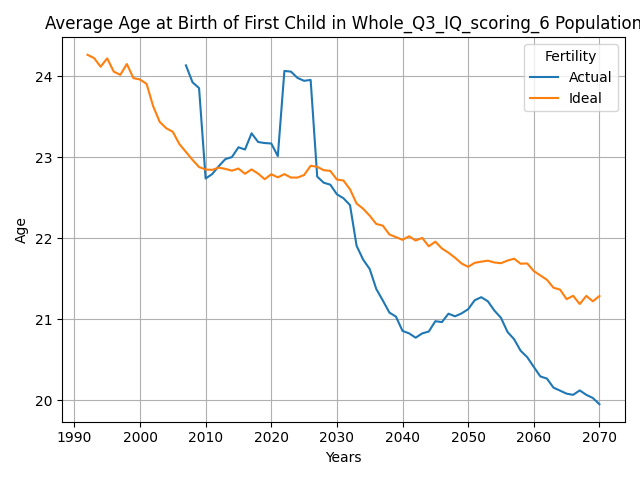 Average Age at Birth of First Child in Whole_Q3_IQ_scoring_6 Population
Fertility
Actual
Ideal
Age
24
23
22
21
20
1990 2000 2010 2020 2030 2040 2050 2060 2070
Years